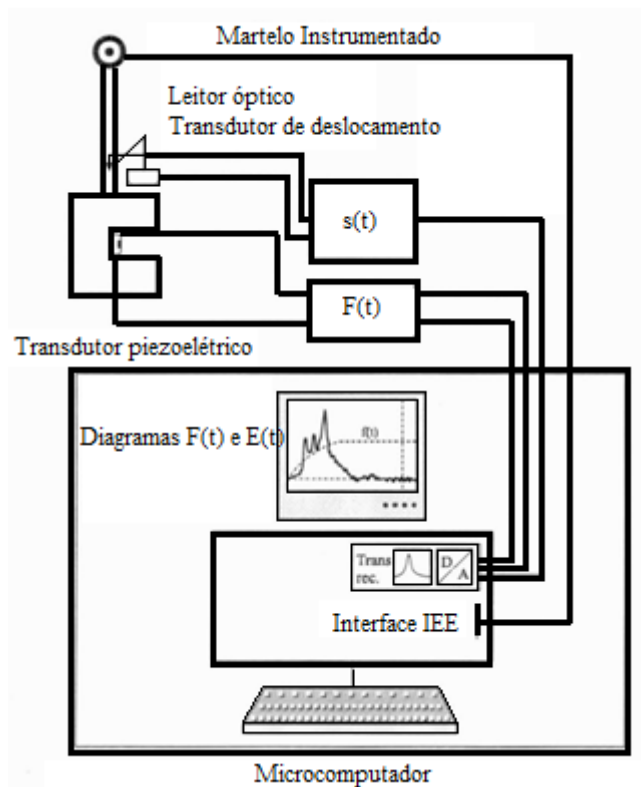 Martelo Instrumentado
Leitor óptico
Transdutor de deslocamento
s(t)
F(t)
Transdutor piezoelétrico
Diagramas F(t) e E(t)
f(t)
Trans
rec.
D/A
Interface IEE
Microcomputador